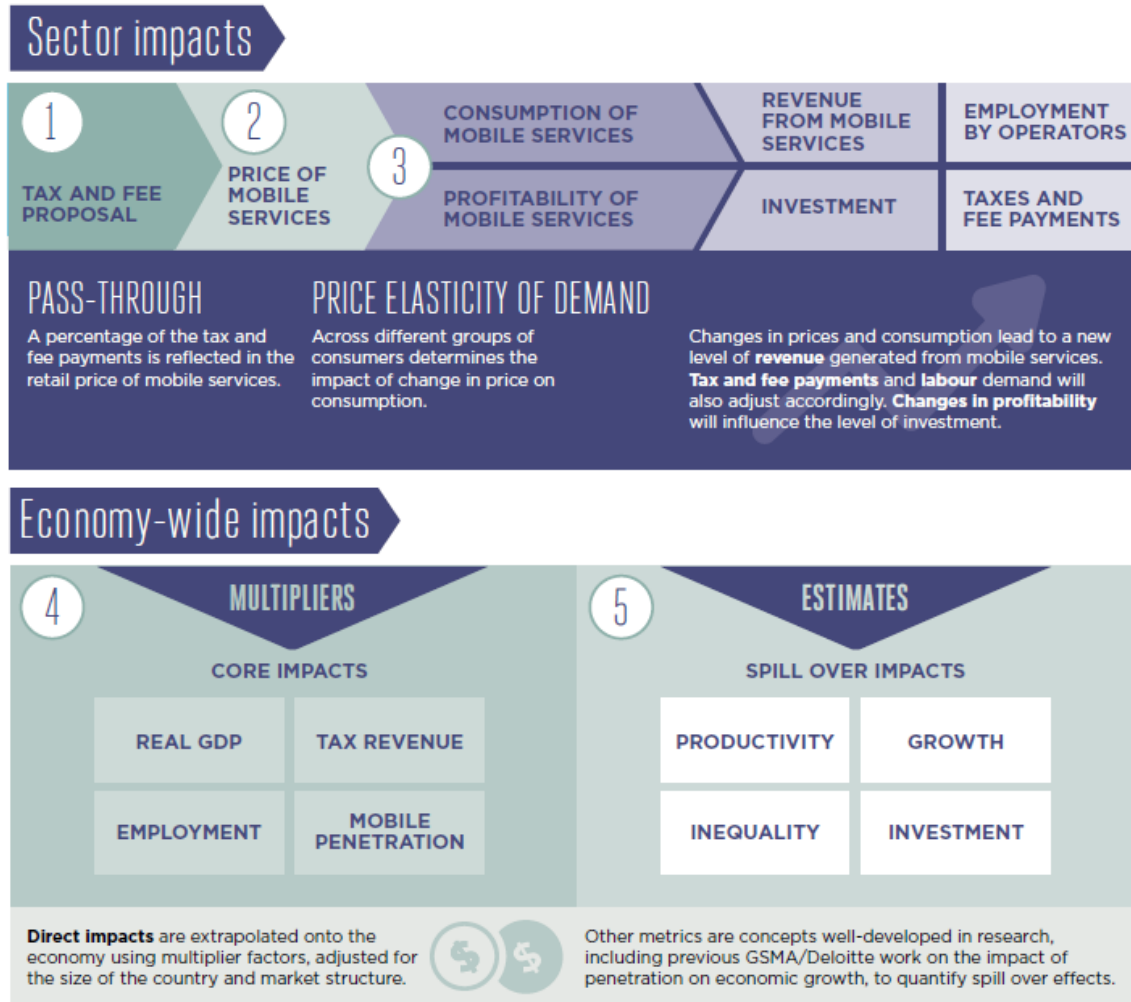 Sector impacts
1
TAX AND FEE
PROPOSAL
2
PRICE OF
MOBILE
SERVICES
3
CONSUMPTION OF
MOBILE SERVICES
PROFITABILITY OF
MOBILE SERVICES
REVENUE
FROM MOBILE
SERVICES
INVESTMENT
EMPLOYMENT
BY OPERATORS
TAXES AND
FEE PAYMENTS
PASS-THROUGH
A percentage of the tax and
fee payments is reflected in the
retail price of mobile services.
PRICE ELASTICITY OF DEMAND
Across different groups of
consumers determines the
impact of change in price on
consumption.
Changes in prices and consumption lead to a new
level of revenue generated from mobile services.
Tax and fee payments and labour demand will
also adjust accordingly. Changes in profitability
will influence the level of investment.
Economy-wide impacts
4
MULTIPLIERS
CORE IMPACTS
REAL GDP
TAX REVENUE
EMPLOYMENT
MOBILE
PENETRATION
Direct impacts are extrapolated onto the
economy using multiplier factors, adjusted for
the size of the country and market structure.
$ $
5
ESTIMATES
SPILL OVER IMPACTS
PRODUCTIVITY
GROWTH
INEQUALITY
INVESTMENT
Other metrics are concepts well-developed in research,
including previous GSMA/Deloitte work on the impact of
penetration on economic growth, to quantify spill over effects.